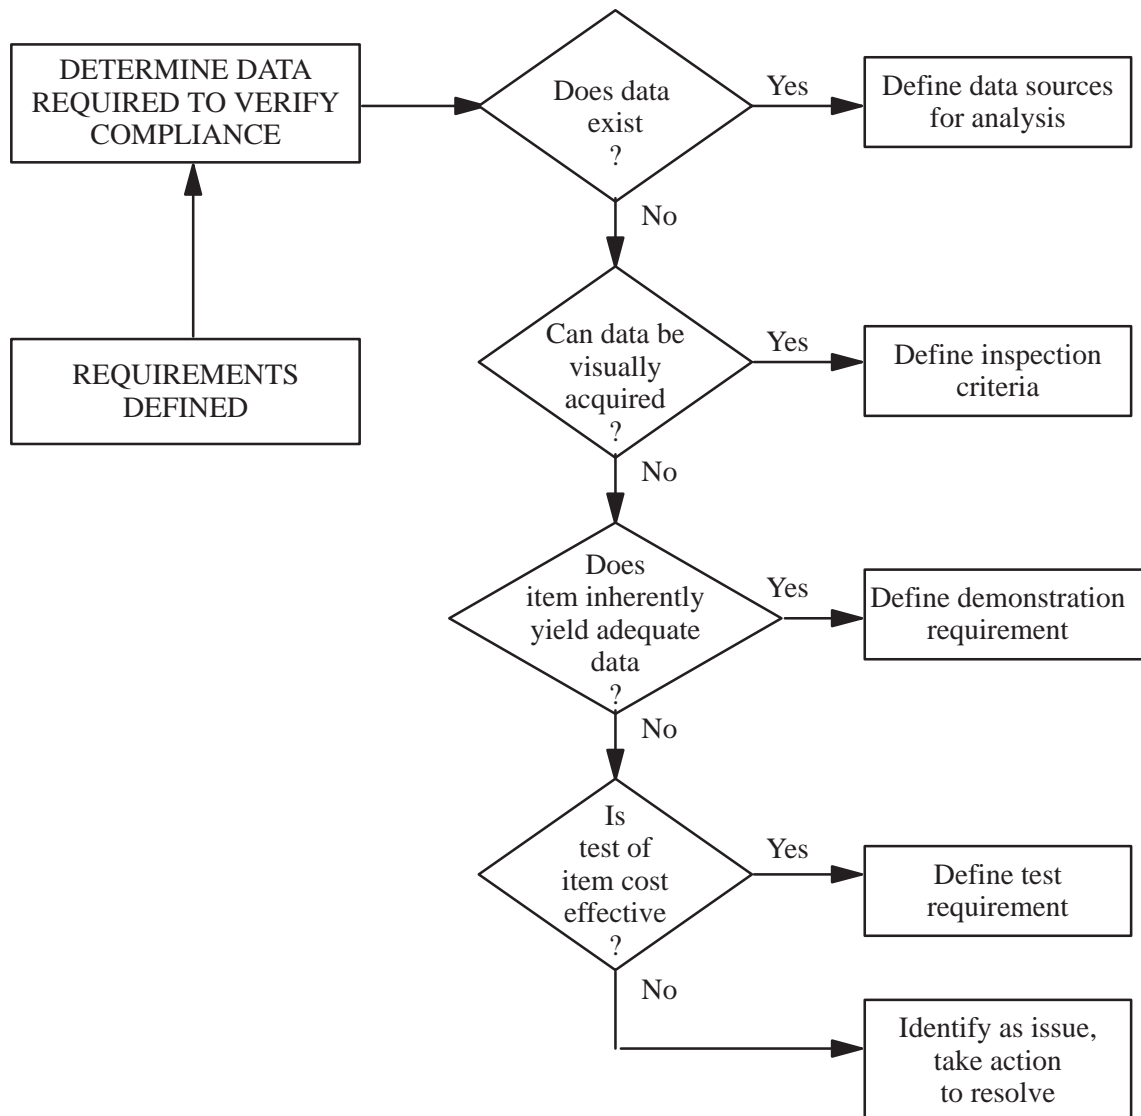 DETERMINE DATA
REQUIRED TO VERIFY
COMPLIANCE
Does data
exist
?
Yes
Define data sources
for analysis
No
REQUIREMENTS
DEFINED
Can data be
visually
acquired
?
Yes
Define inspection
criteria
No
Does
item inherently
yield adequate
data
?
Yes
Define demonstration
requirement
No
Is
test of
item cost
effective
?
Yes
Define test
requirement
No
Identify as issue,
take action
to resolve